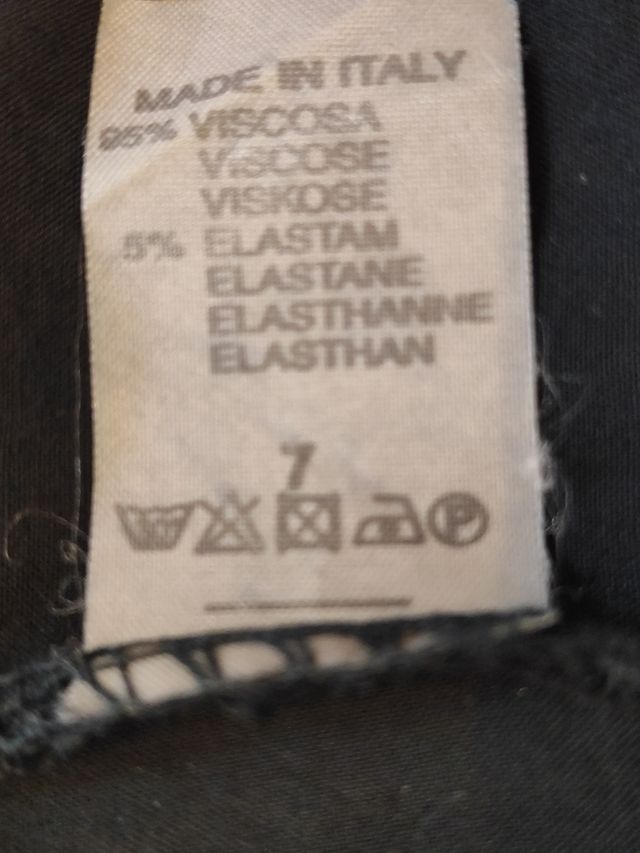 MADE IN ITALY
95% VISCOSA
VISCOSE
VISKOSE
5% ELASTAM
ELASTANE
ELASTHANNE
ELASTHAN
7
P